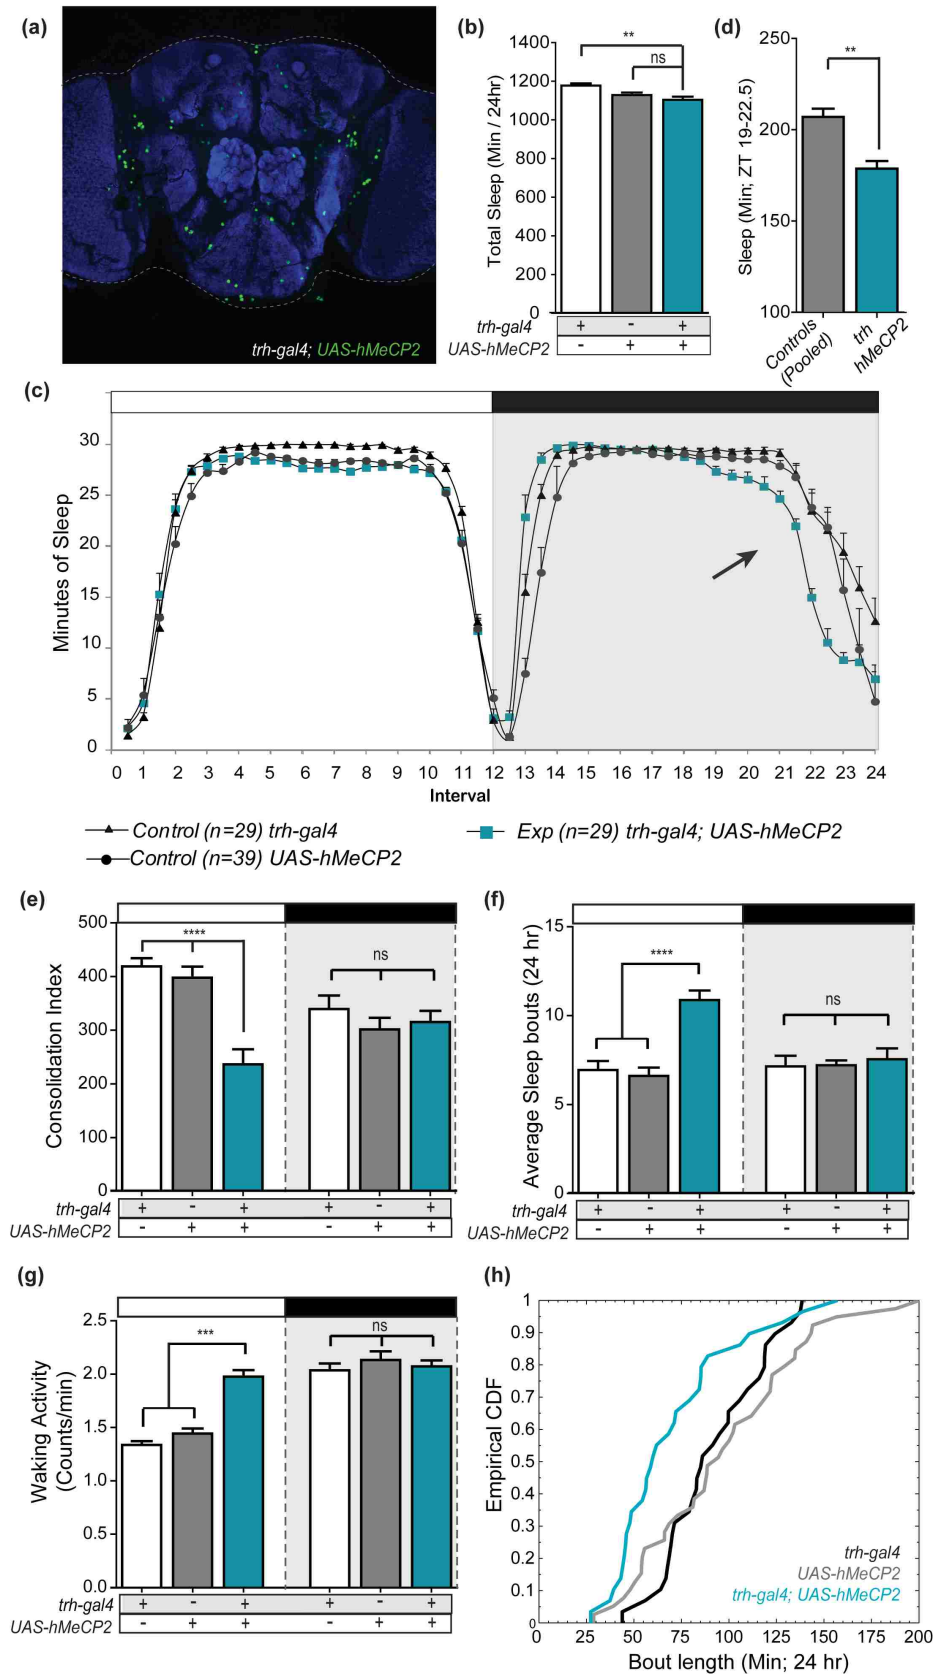 (a)
trh-gal4; UAS-hMeCP2
(b)
Total Sleep (Min / 24hr)
1400
1200
1000
800
600
400
200
0
**
ns
trh-gal4 + - +
UAS-hMeCP2 - + +
(d)
Sleep (Min; ZT 19-22.5)
250
200
150
100
**
Controls
(Pooled)
trh
hMeCP2
(c)
Minutes of Sleep
30
25
30
15
10
5
0
0 1 2 3 4 5 6 7 8 9 10 11 12 13 14 15 16 17 18 19 20 21 22 23 24
Interval
Control (n=29) trh-gal4
Exp (n=29) trh-gal4; UAS-hMeCP2
Control (n=39) UAS-hMeCP2
(e)
Consolidation Index
500
400
300
200
100
0
****
ns
trh-gal4 + - + + - +
UAS-hMeCP2 - + + - + +
(f)
Average Sleep bouts (24 hr)
15
10
5
0
****
ns
trh-gal4 + - + + - +
UAS-hMeCP2 - + + - + +
(g)
Waking Activity
(Counts/min)
2.5
2.0
1.5
1.0
0.5
0.0
***
ns
trh-gal4 + - + + - +
UAS-hMeCP2 - + + - + +
(h)
Empirical CDF
1
0.9
0.8
0.7
0.6
0.5
0.4
0.3
0.2
0.1
trh-gal4
UAS-hMeCP2
trh-gal4; UAS-hMeCP2
0 25 50 75 100 125 150 175 200
Bout length (Min; 24 hr)